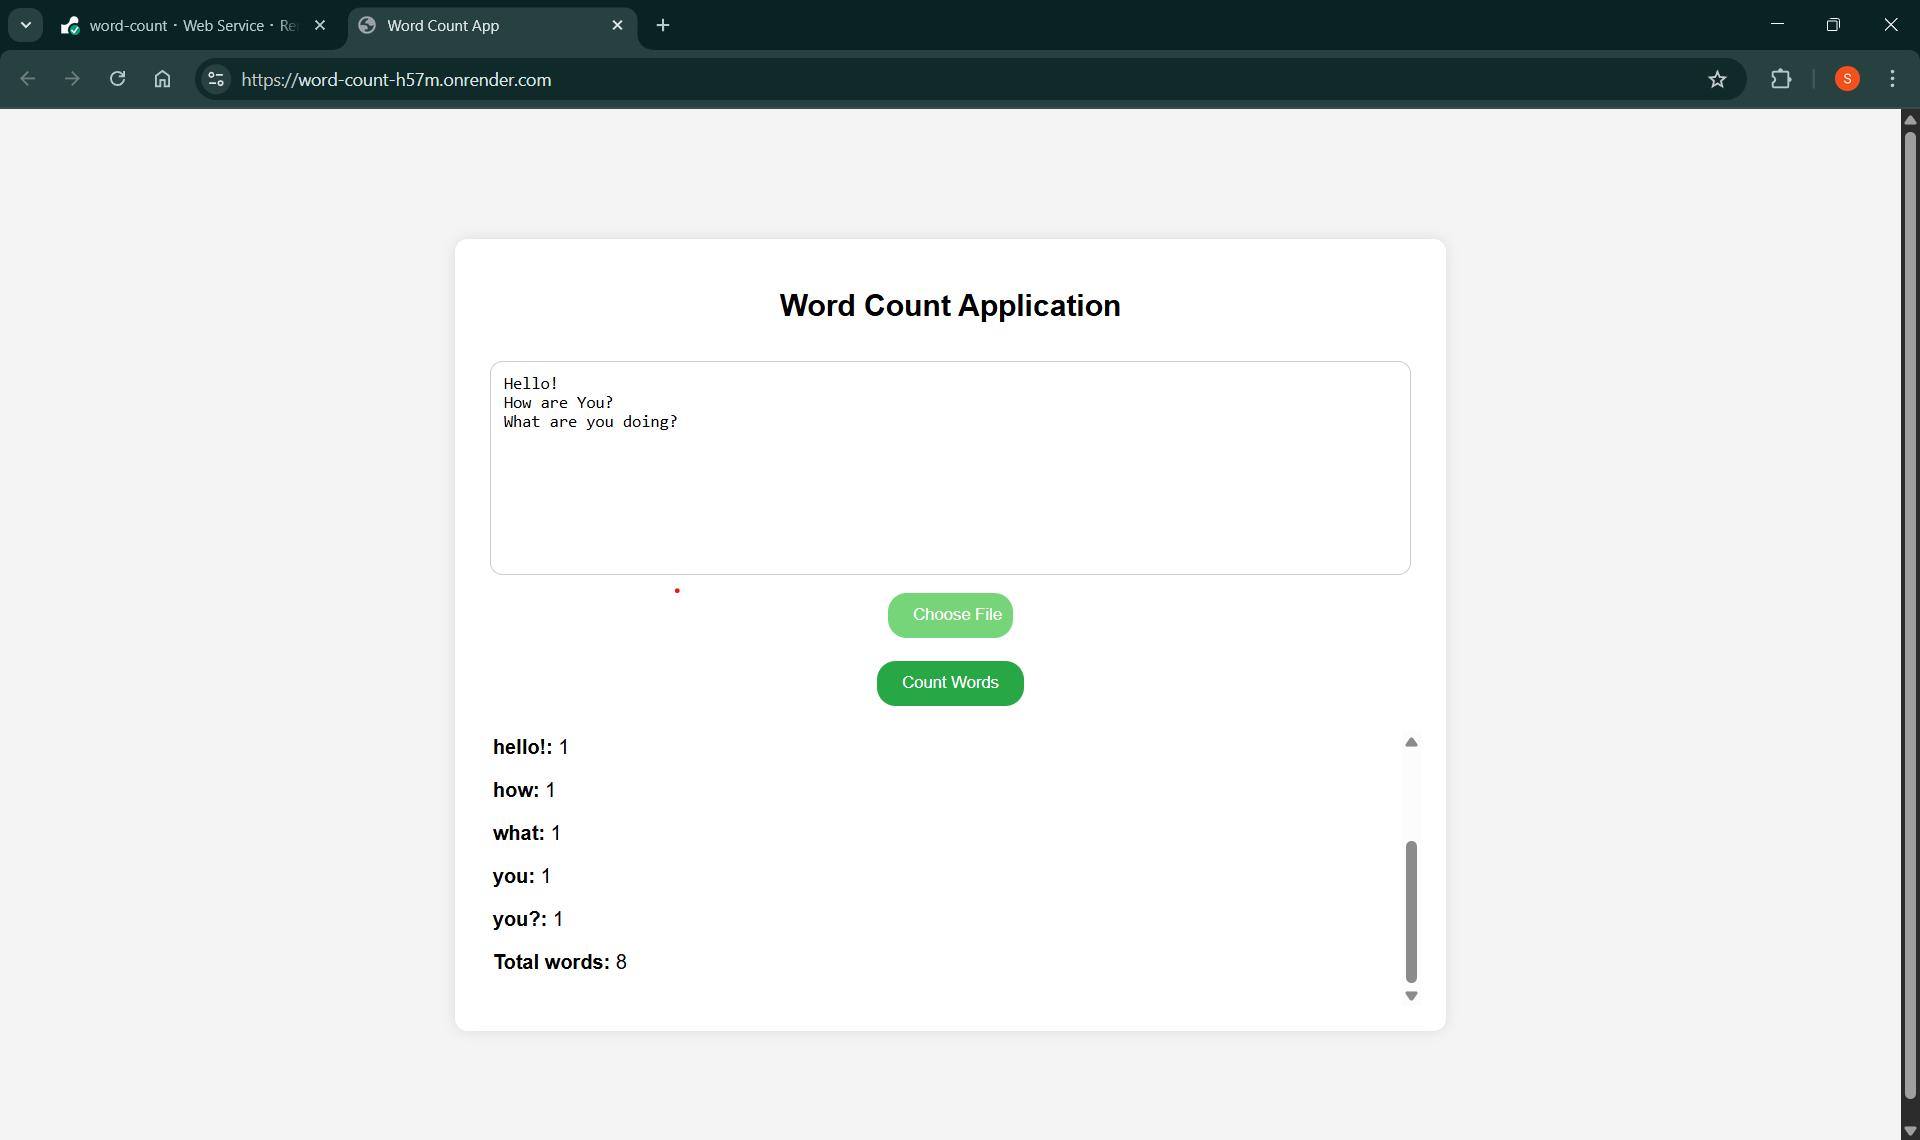 word-count · Web Service · Re
Word Count App
https://word-count-h57m.onrender.com
S
Word Count Application
Hello!
How are You?
What are you doing?
Choose File
Count Words
hello!: 1
how: 1
what: 1
you: 1
you?: 1
Total words: 8